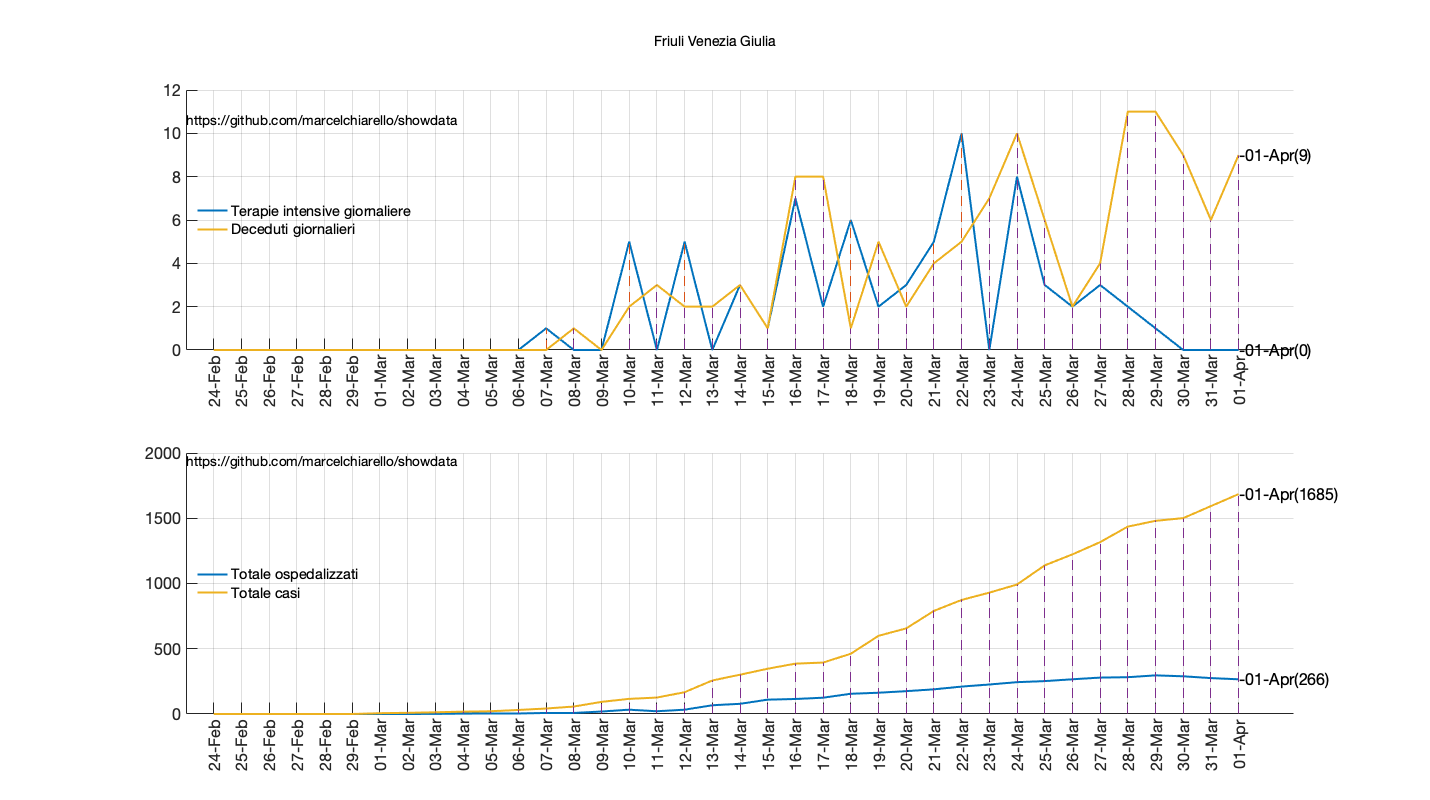 Friuli Venezia Giulia
12
https://github.com/marcelchiarello/showdata
10
-01-Apr(9)
8
Terapie intensive giornaliere
6
Deceduti giornalieri
4
2
0
-01-Apr(0)
24-Feb
25-Feb
26-Feb
27-Feb
28-Feb
29-Feb
01-Mar
02-Mar
03-Mar
04-Mar
05-Mar
06-Mar
07-Mar
08-Mar
09-Mar
10-Mar
11-Mar
12-Mar
13-Mar
14-Mar
15-Mar
16-Mar
17-Mar
18-Mar
19-Mar
20-Mar
21-Mar
22-Mar
23-Mar
24-Mar
25-Mar
26-Mar
27-Mar
28-Mar
29-Mar
30-Mar
31-Mar
01-Apr
2000
https://github.com/marcelchiarello/showdata
-01-Apr(1685)
1500
Totale ospedalizzati
1000
Totale casi
500
-01-Apr(266)
0
24-Feb
25-Feb
26-Feb
27-Feb
28-Feb
29-Feb
01-Mar
02-Mar
03-Mar
04-Mar
05-Mar
06-Mar
07-Mar
08-Mar
09-Mar
10-Mar
11-Mar
12-Mar
13-Mar
14-Mar
15-Mar
16-Mar
17-Mar
18-Mar
19-Mar
20-Mar
21-Mar
22-Mar
23-Mar
24-Mar
25-Mar
26-Mar
27-Mar
28-Mar
29-Mar
30-Mar
31-Mar
01-Apr